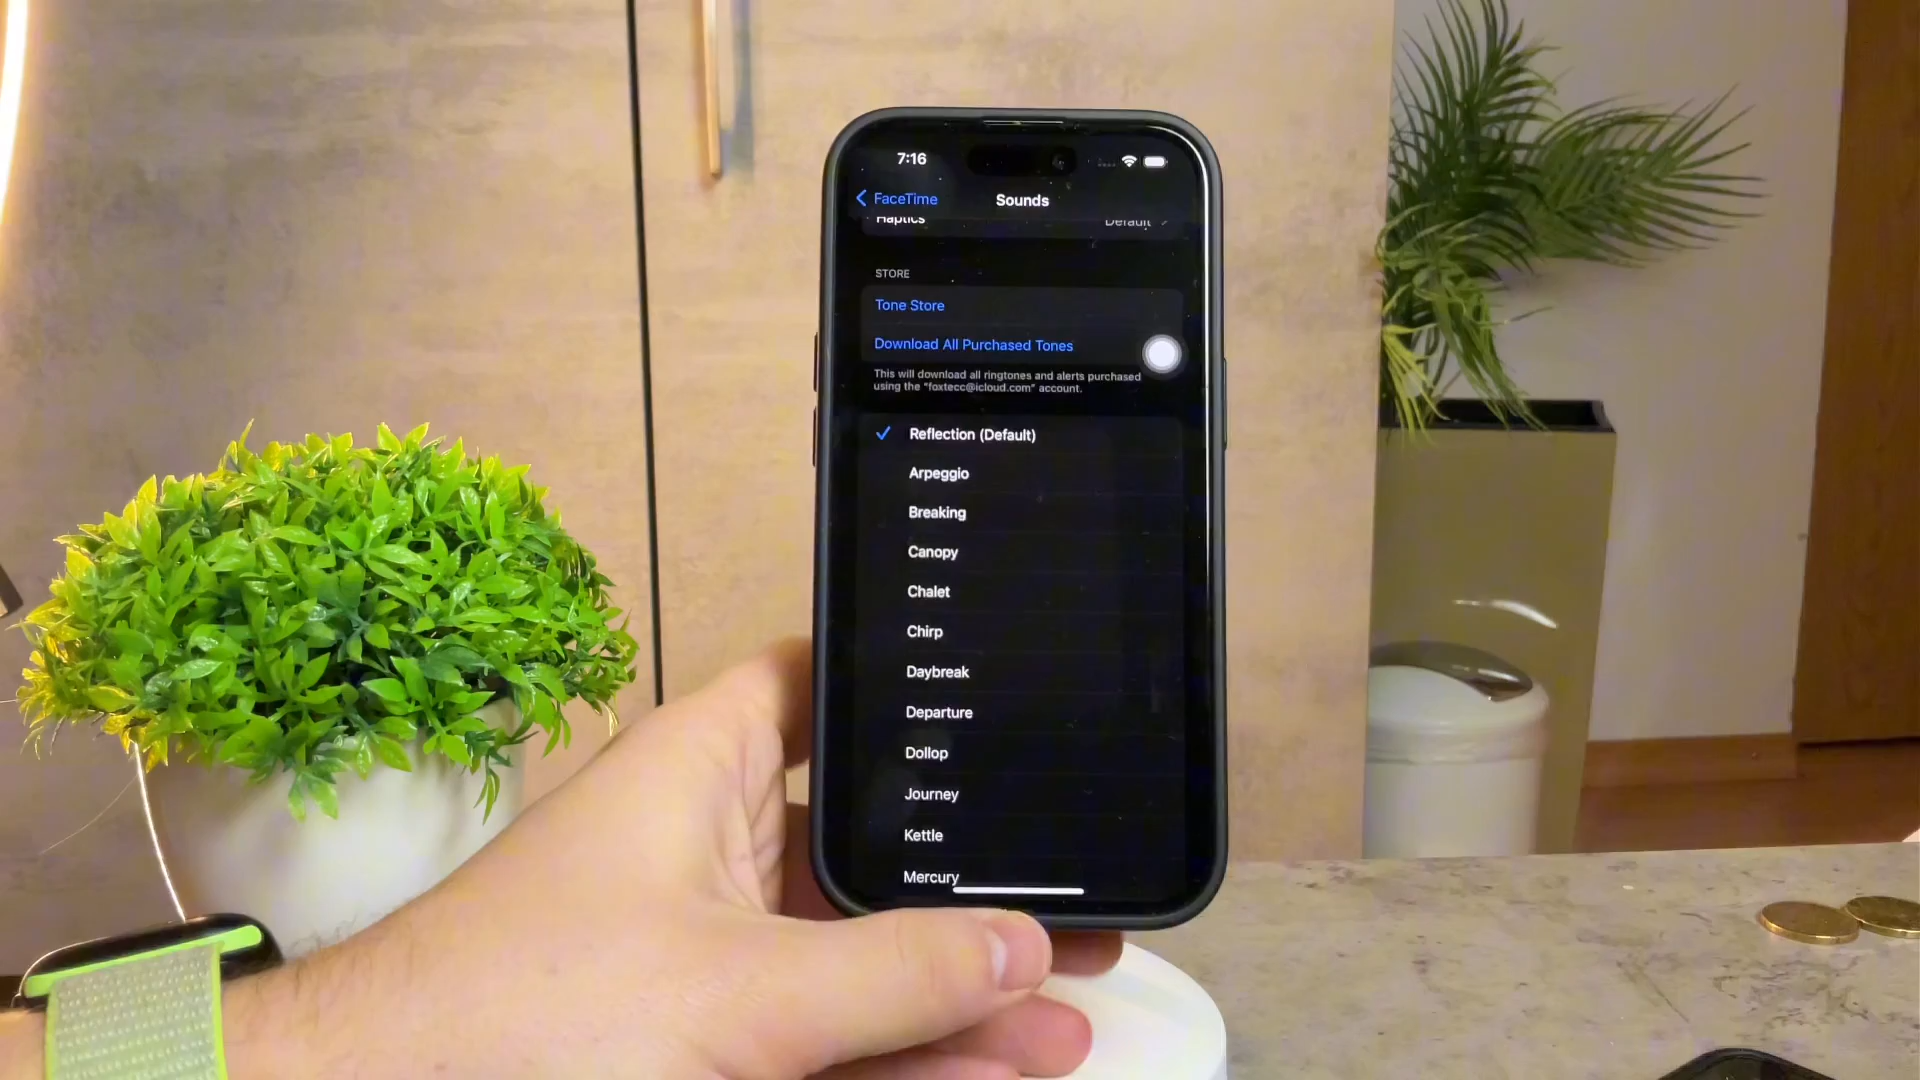 7:16
FaceTime
Sounds
Haptics
Default
STORE
Tone Store
Download All Purchased Tones
This will download all ringtones and alerts purchased
using the "foxtecc@icloud.com" account.
Reflection (Default)
Arpeggio
Breaking
Canopy
Chalet
Chirp
Daybreak
Departure
Dollop
Journey
Kettle
Mercury